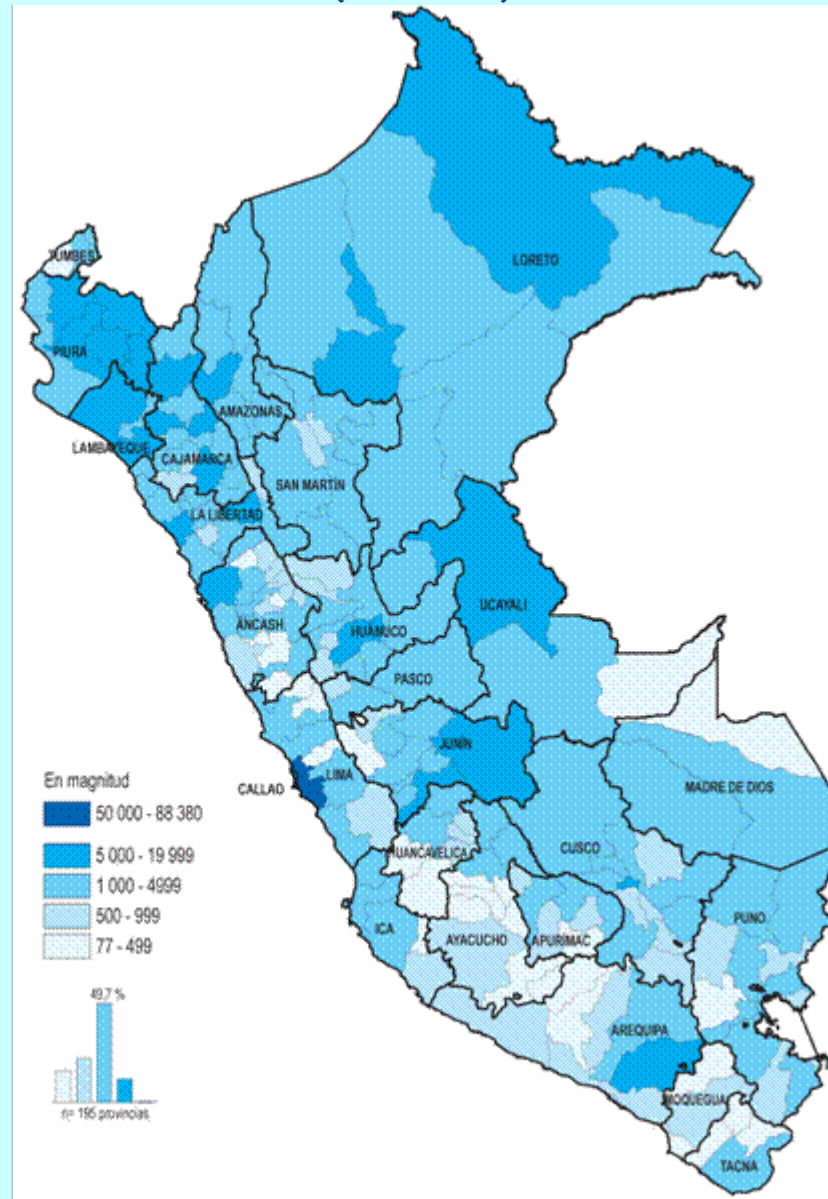 TUMBES
LORETO
PIURA
AMAZONAS
LAMBAYEQUE
CAJAMARCA
SAN MARTÍN
LA LIBERTAD
UCAYALI
ANCASH
HUANUCO
PASCO
JUNÍN
LIMA
CALLAO
MADRE DE DIOS
HUANCAVELICA
CUSCO
ICA
AYACUCHO
APURIMAC
PUNO
AREQUIPA
MOQUEGUA
TACNA
En magnitud
50 000 - 88 380
5 000 - 19 999
1 000 - 4999
500 - 999
77 - 499
49,7 %
n= 195 provincias